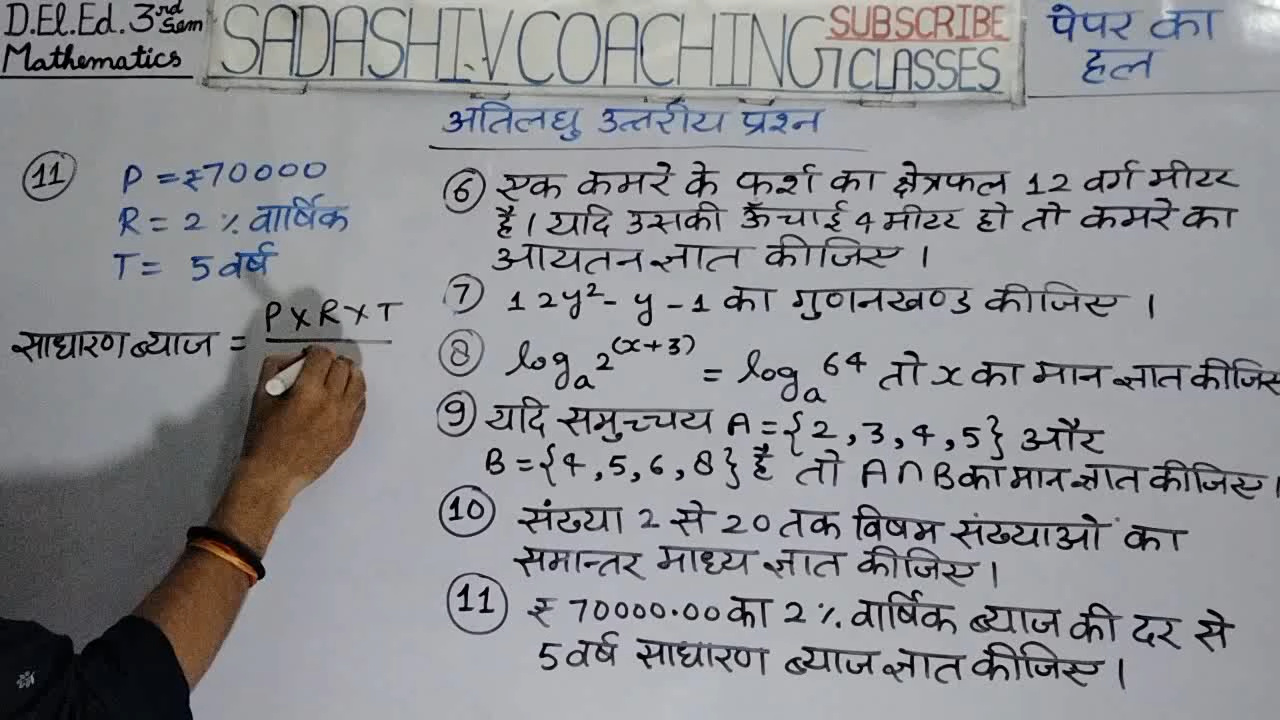 D.El.Ed. 3rd Sem
Mathematics
SADASHIV COACHING CLASSES
SUBSCRIBE
पेपर का
हल
अतिलघु उत्तरीय प्रश्न
(11) P = ₹70000
R = 2 % वार्षिक
T = 5 वर्ष
साधारण ब्याज = P × R × T
(6) एक कमरे के फर्श का क्षेत्रफल 12 वर्ग मीटर
है। यदि उसकी ऊँचाई 4 मीटर हो तो कमरे का
आयतन ज्ञात कीजिए।
(7) 12y² - y - 1 का गुणनखण्ड कीजिए।
(8) logₐ2^(x+3) = logₐ64 तो x का मान ज्ञात कीजिए
(9) यदि समुच्चय A = {2, 3, 4, 5} और
B = {4, 5, 6, 8} है तो A∩B का मान ज्ञात कीजिए।
(10) संख्या 2 से 20 तक विषम संख्याओं का
समान्तर माध्य ज्ञात कीजिए।
(11) ₹ 70000.00 का 2 % वार्षिक ब्याज की दर से
5 वर्ष साधारण ब्याज ज्ञात कीजिए।